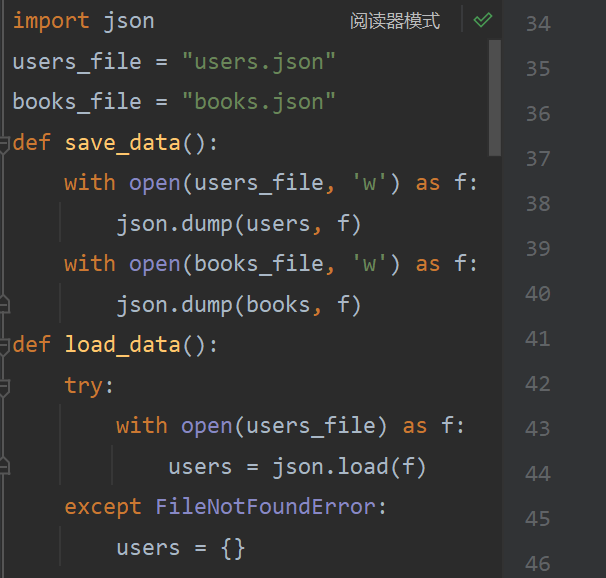 import json
阅读器模式
users_file = "users.json"
books_file = "books.json"
def save_data():
    with open(users_file, 'w') as f:
        json.dump(users, f)
    with open(books_file, 'w') as f:
        json.dump(books, f)
def load_data():
    try:
        with open(users_file) as f:
            users = json.load(f)
    except FileNotFoundError:
        users = {}
34
35
36
37
38
39
40
41
42
43
44
45
46